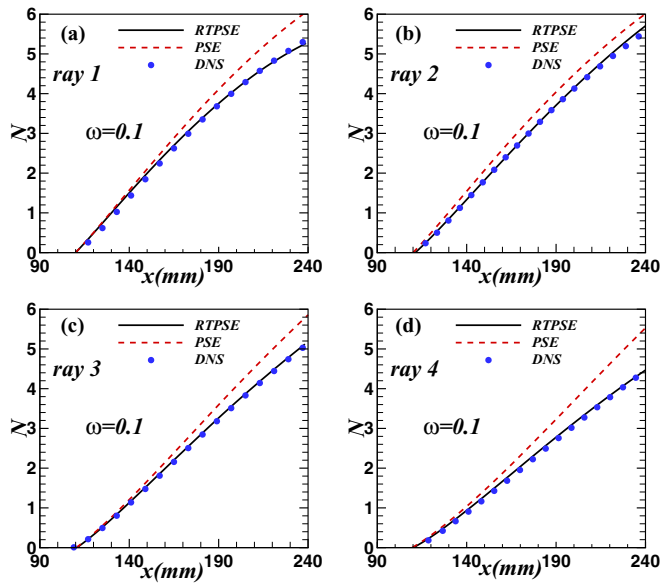 (a)
RTPSE
PSE
DNS
ray 1
ω=0.1
N
6
5
4
3
2
1
0
90
140
190
240
x(mm)
(b)
RTPSE
PSE
DNS
ray 2
ω=0.1
N
6
5
4
3
2
1
0
90
140
190
240
x(mm)
(c)
RTPSE
PSE
DNS
ray 3
ω=0.1
N
6
5
4
3
2
1
0
90
140
190
240
x(mm)
(d)
RTPSE
PSE
DNS
ray 4
ω=0.1
N
6
5
4
3
2
1
0
90
140
190
240
x(mm)